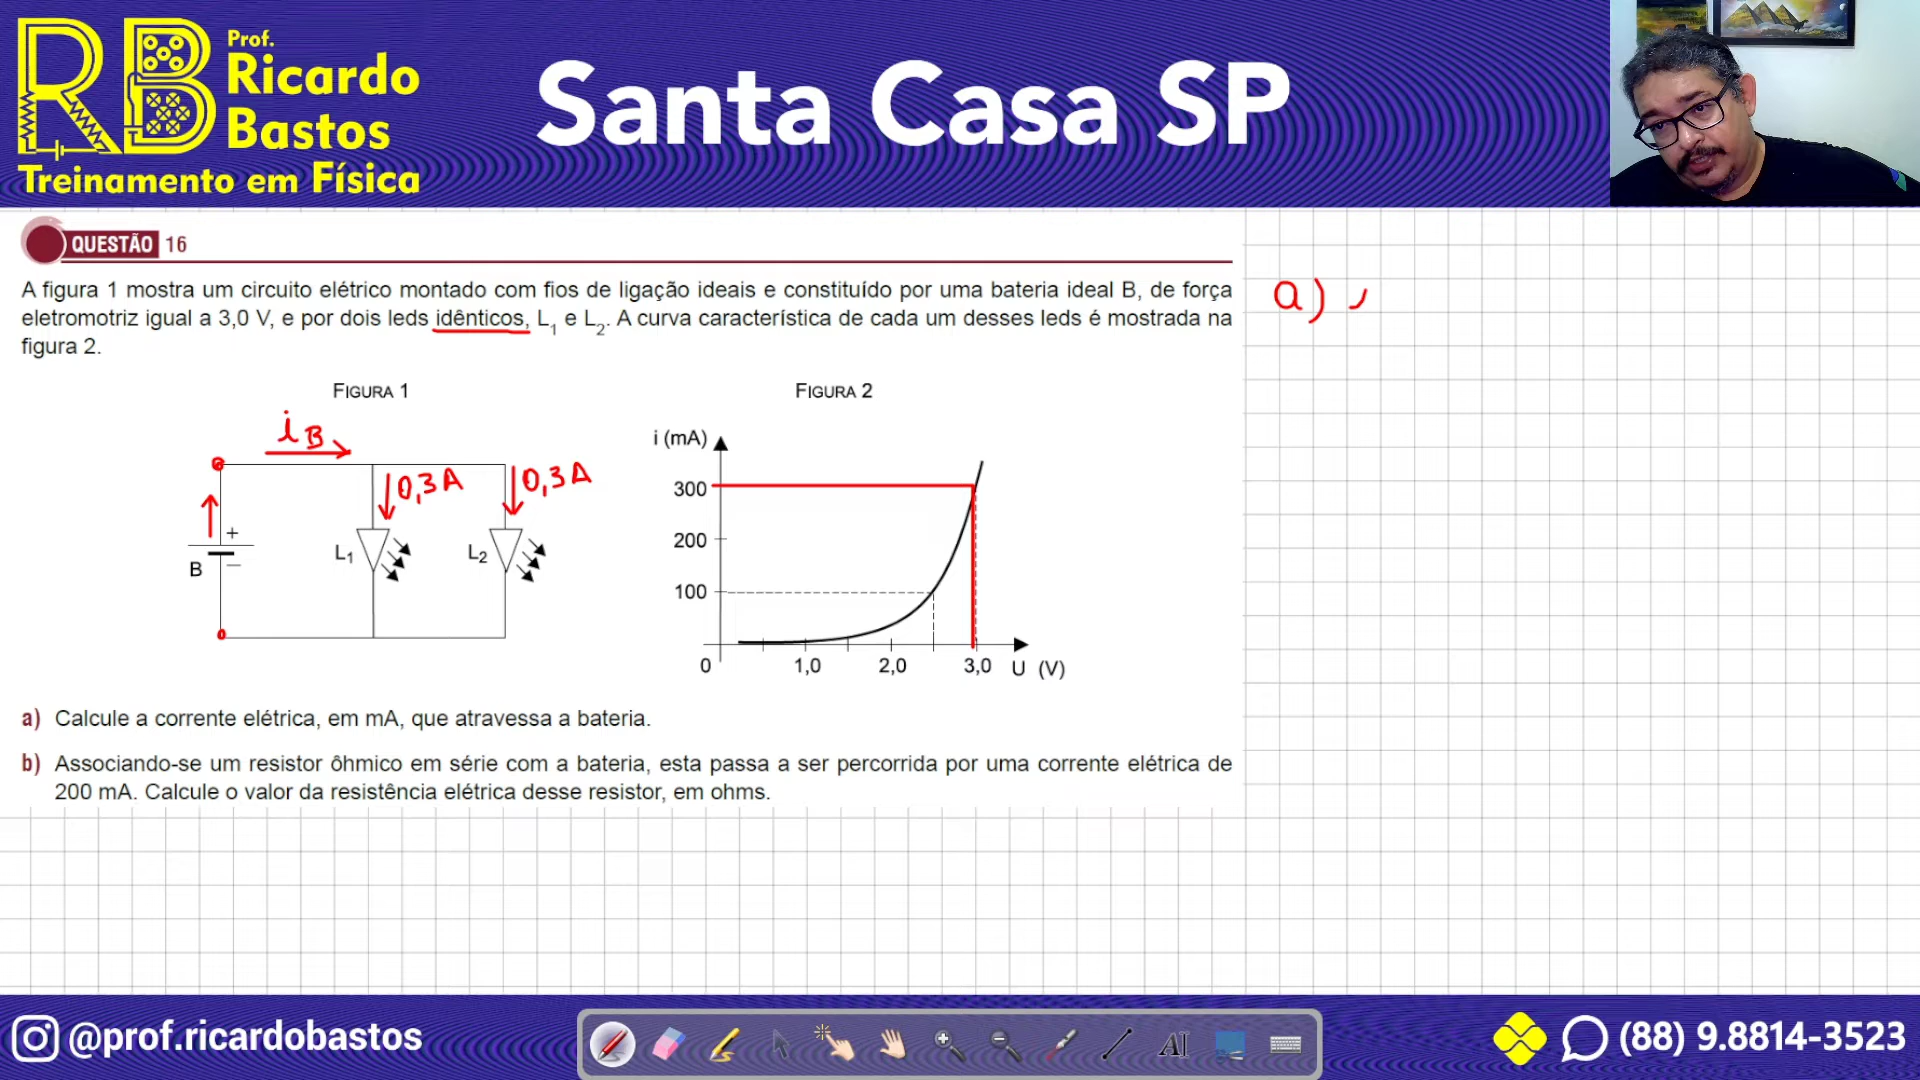 RB
Prof.
Ricardo
Bastos
Treinamento em Física
Santa Casa SP
QUESTÃO 16
A figura 1 mostra um circuito elétrico montado com fios de ligação ideais e constituído por uma bateria ideal B, de força
eletromotriz igual a 3,0 V, e por dois leds idênticos, L1 e L2. A curva característica de cada um desses leds é mostrada na
figura 2.
a)
FIGURA 1
FIGURA 2
iB
0,3A
0,3A
+
–
B
L1
L2
i (mA)
300
200
100
0
1,0
2,0
3,0
U (V)
a) Calcule a corrente elétrica, em mA, que atravessa a bateria.
b) Associando-se um resistor ôhmico em série com a bateria, esta passa a ser percorrida por uma corrente elétrica de
200 mA. Calcule o valor da resistência elétrica desse resistor, em ohms.
@prof.ricardobastos
AI
(88) 9.8814-3523